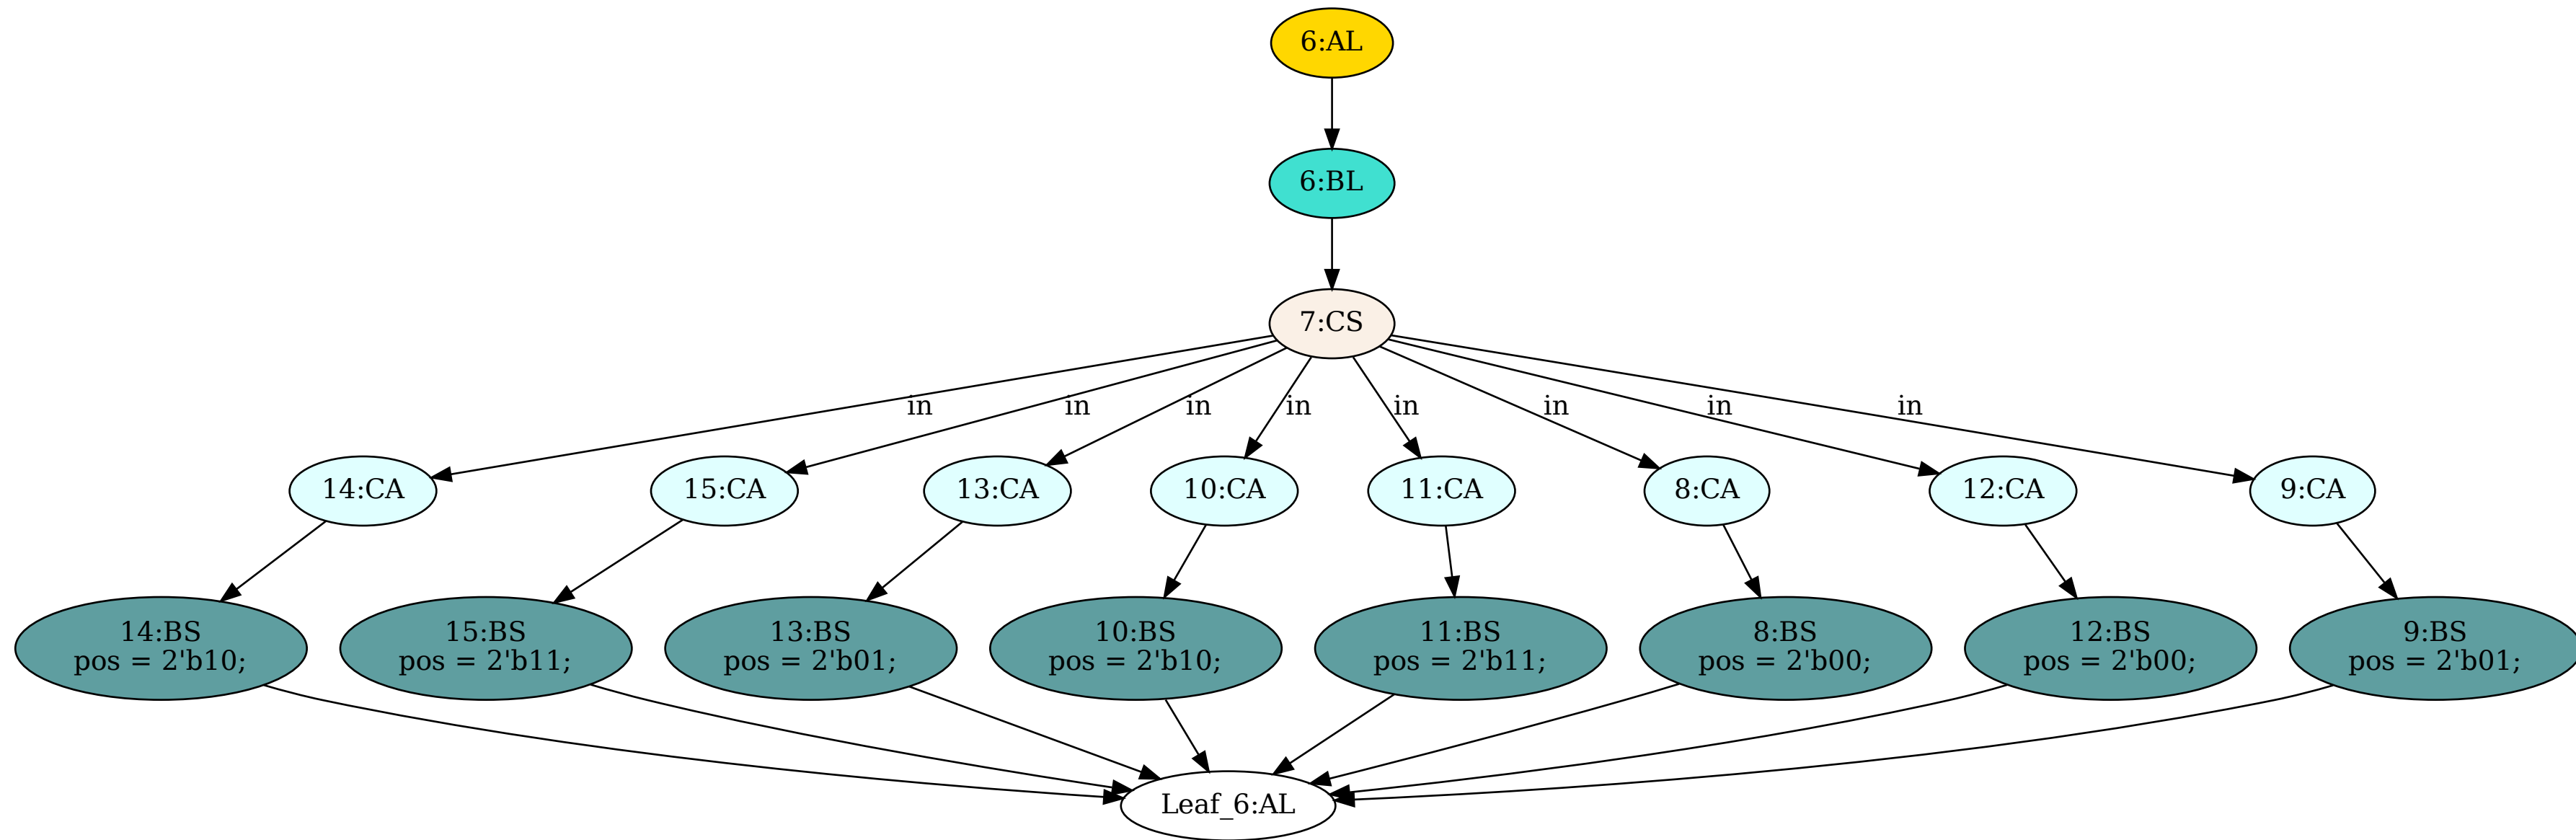 6:AL
6:BL
7:CS
in in in in in in in in
14:CA 15:CA 13:CA 10:CA 11:CA 8:CA 12:CA 9:CA
14:BS 15:BS 13:BS 10:BS 11:BS 8:BS 12:BS 9:BS
pos = 2'b10; pos = 2'b11; pos = 2'b01; pos = 2'b10; pos = 2'b11; pos = 2'b00; pos = 2'b00; pos = 2'b01;
Leaf_6:AL